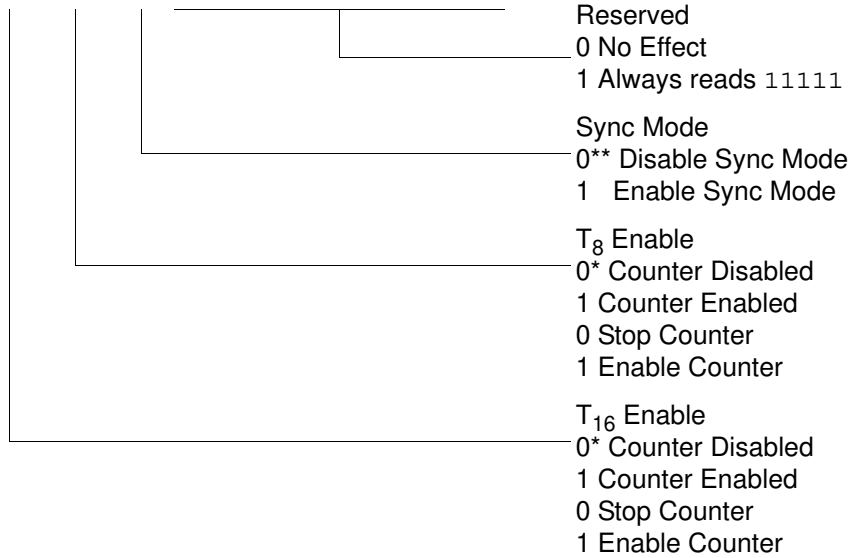 Reserved
0 No Effect
1 Always reads 11111
Sync Mode
0** Disable Sync Mode
1 Enable Sync Mode
T8 Enable
0* Counter Disabled
1 Counter Enabled
0 Stop Counter
1 Enable Counter
T16 Enable
0* Counter Disabled
1 Counter Enabled
0 Stop Counter
1 Enable Counter